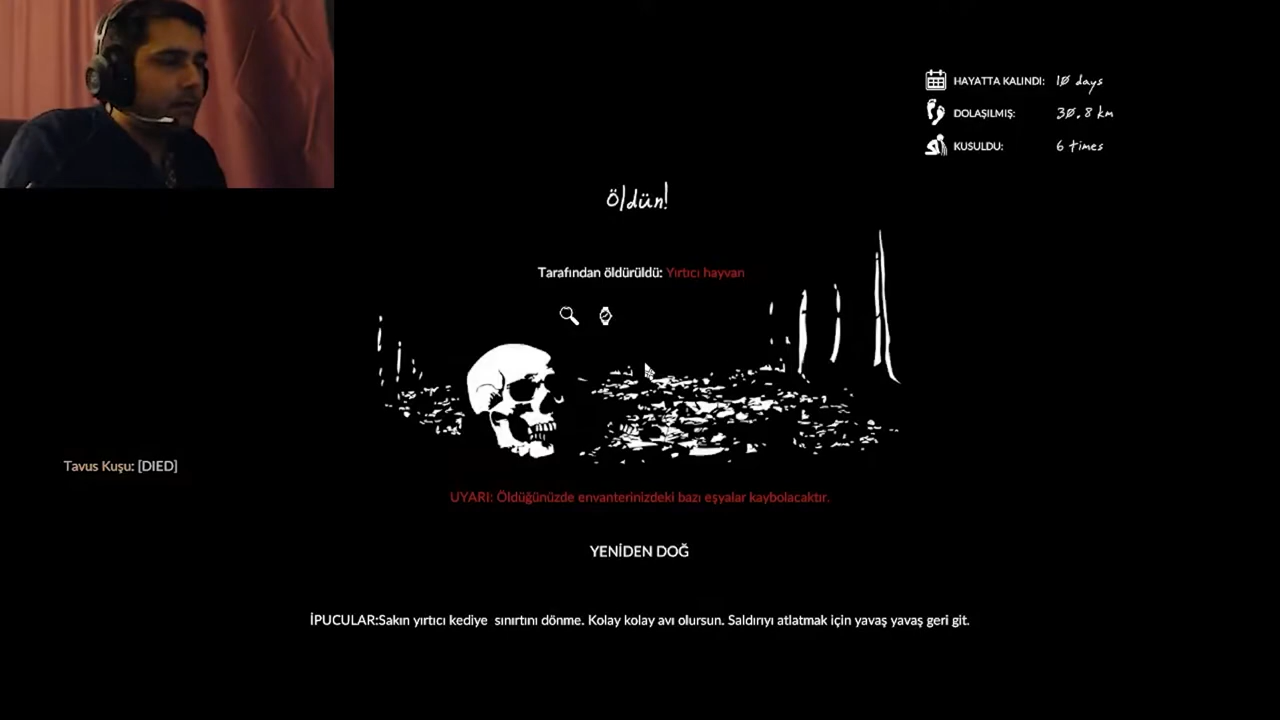 HAYATTA KALINDI: 10 days
DOLAŞILMIŞ: 30.8 km
KUSULDU: 6 times
Öldün!
Tarafından öldürüldü: Yırtıcı hayvan
Tavus Kuşu: [DIED]
UYARI: Öldüğünüzde envanterinizdeki bazı eşyalar kaybolacaktır.
YENİDEN DOĞ
İPUCULAR:Sakın yırtıcı kediye sınırtını dönme. Kolay kolay avı olursun. Saldırıyı atlatmak için yavaş yavaş geri git.